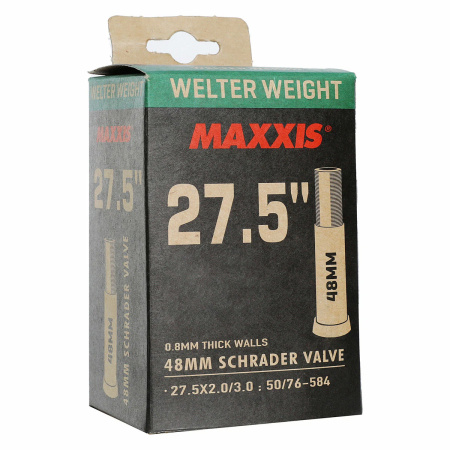 WELTER WEIGHT
MAXXIS®
27.5"
48MM
0.8MM THICK WALLS
48MM SCHRADER VALVE
· 27.5X2.0/3.0 : 50/76-584
WELTER WEIGHT
27.5"
48MM
48MM SCHRADER VALVE